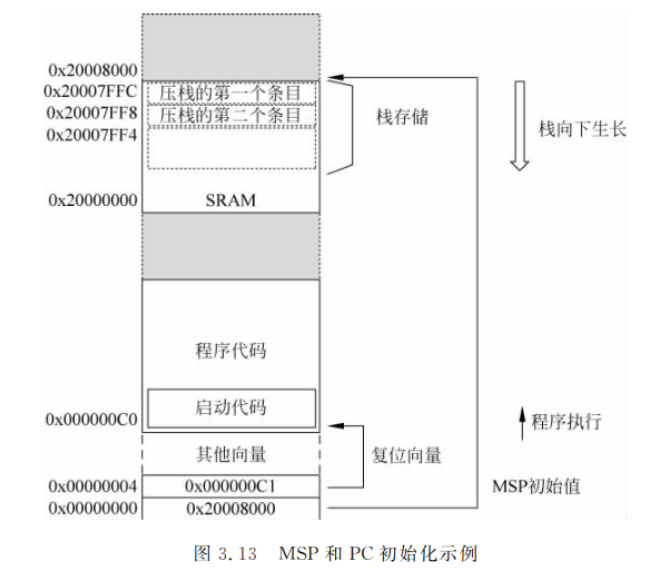 0x20008000
0x20007FFC 压栈的第一个条目
0x20007FF8 压栈的第二个条目
0x20007FF4
栈存储
栈向下生长
0x20000000 SRAM
程序代码
启动代码
0x000000C0
程序执行
其他向量
复位向量
0x00000004 0x000000C1
MSP初始值
0x00000000 0x20008000
图 3.13 MSP 和 PC 初始化示例